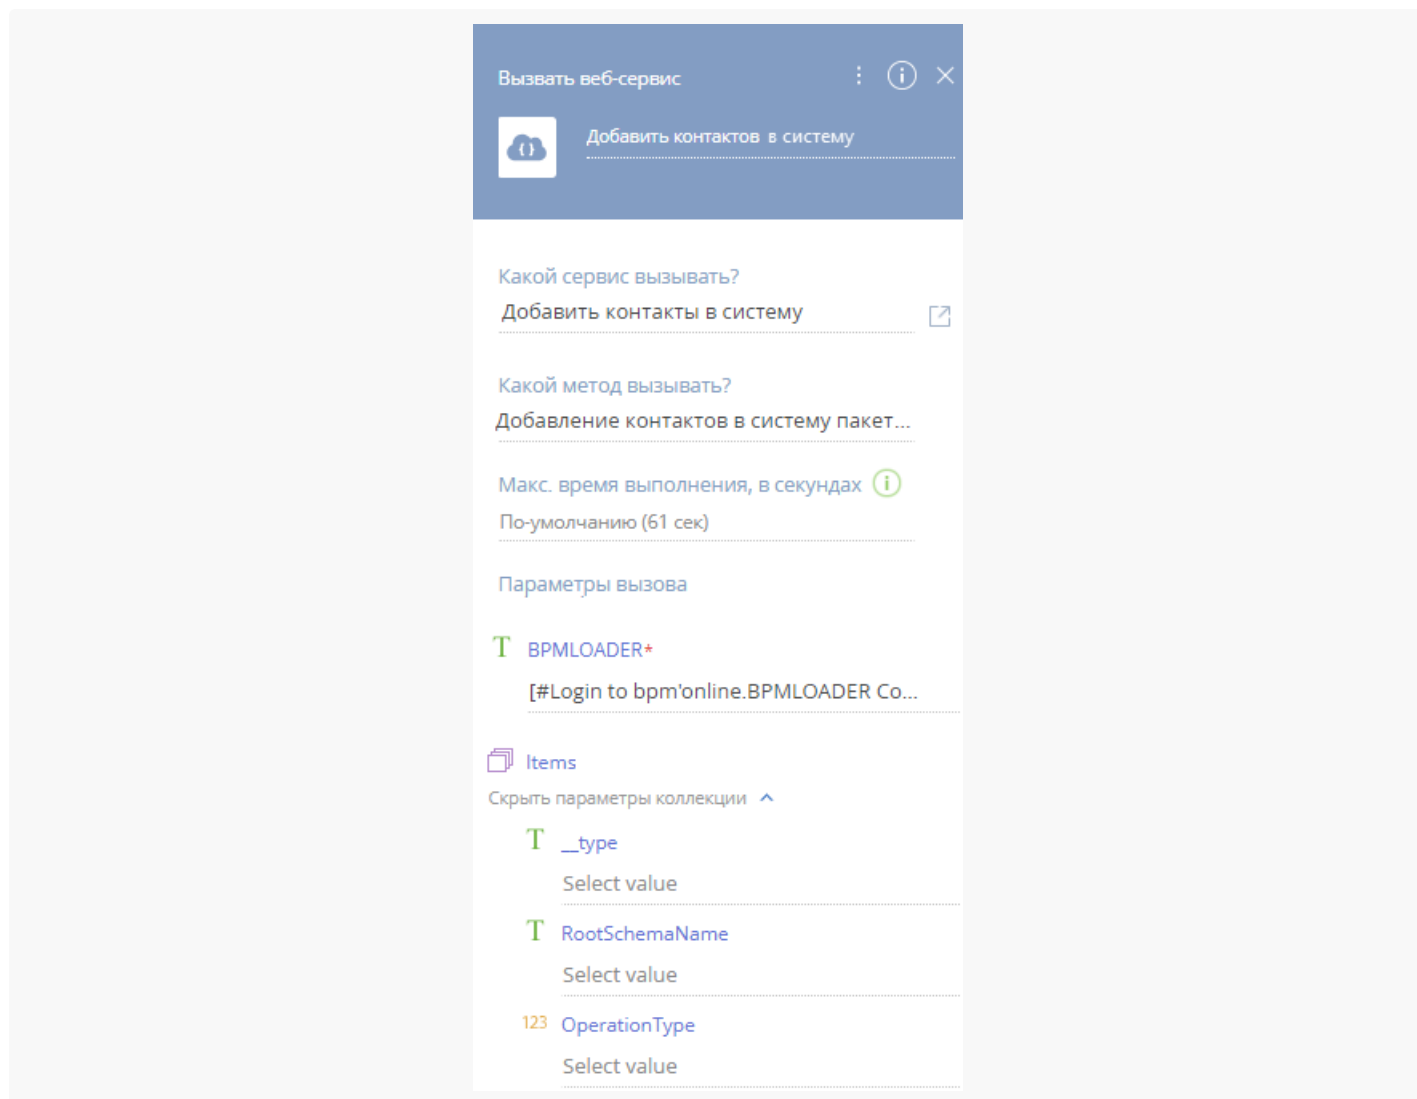 Вызвать веб-сервис
Добавить контактов в систему
Какой сервис вызывать?
Добавить контакты в систему
Какой метод вызывать?
Добавление контактов в систему пакет...
Макс. время выполнения, в секундах
По-умолчанию (61 сек)
Параметры вызова
T BPMLOADER*
[#Login to bpm'online.BPMLOADER Co...
Items
Скрыть параметры коллекции
T __type
Select value
T RootSchemaName
Select value
123 OperationType
Select value